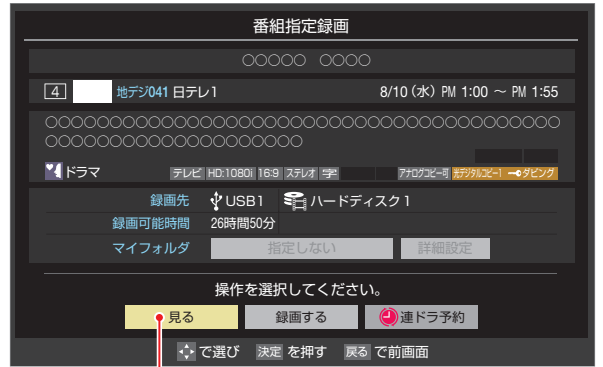 番組指定録画
○○○○○ ○○○○
4 地デジ041 日テレ1 8/10 (水) PM 1:00 ～ PM 1:55
○○○○○○○○○○○○○○○○○○○○○○○○○○○○○○○○○○○○
○○○○○○○○○○○○○○○○○○
ドラマ テレビ HD:1080i 16:9 ステレオ 字 アナログコピー可 光デジタルコピー1 ダビング
録画先 USB1 ハードディスク1
録画可能時間 26時間50分
マイフォルダ 指定しない 詳細設定
操作を選択してください。
見る 録画する 連ドラ予約
で選び 決定 を押す 戻る で前画面